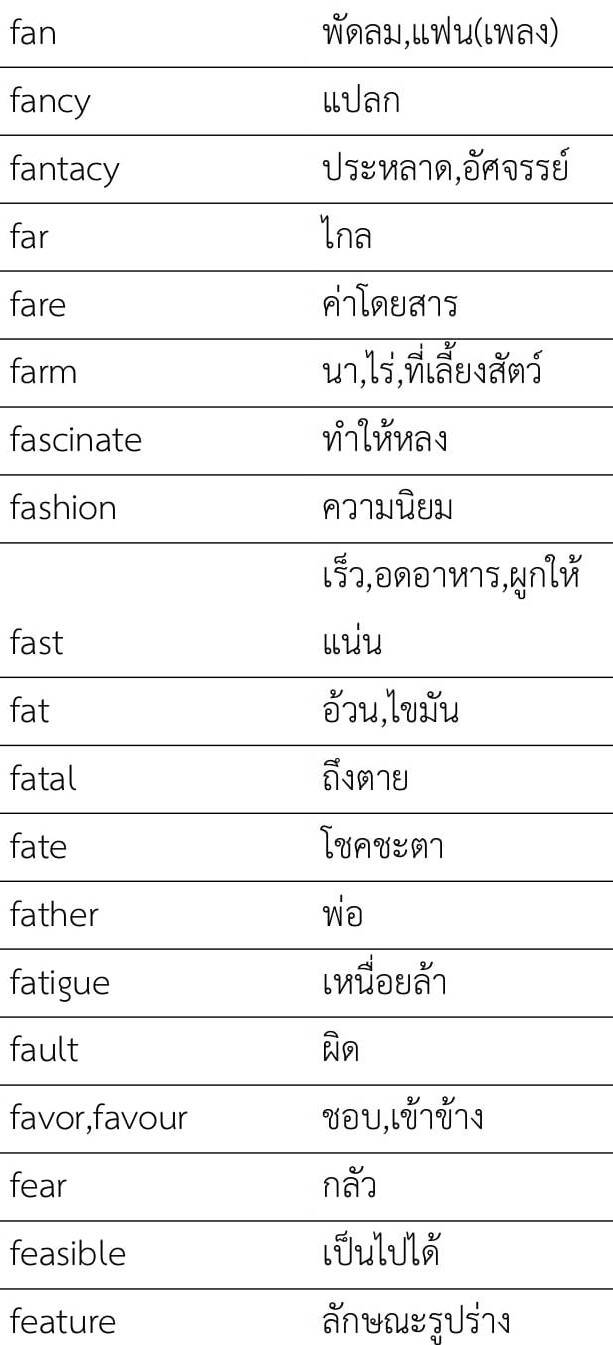 fan พัดลม,แฟน(เพลง)
fancy แปลก
fantacy ประหลาด,อัศจรรย์
far ไกล
fare ค่าโดยสาร
farm นา,ไร่,ที่เลี้ยงสัตว์
fascinate ทำให้หลง
fashion ความนิยม
เร็ว,อดอาหาร,ผูกให้
fast แน่น
fat อ้วน,ไขมัน
fatal ถึงตาย
fate โชคชะตา
father พ่อ
fatigue เหนื่อยล้า
fault ผิด
favor,favour ชอบ,เข้าข้าง
fear กลัว
feasible เป็นไปได้
feature ลักษณะรูปร่าง